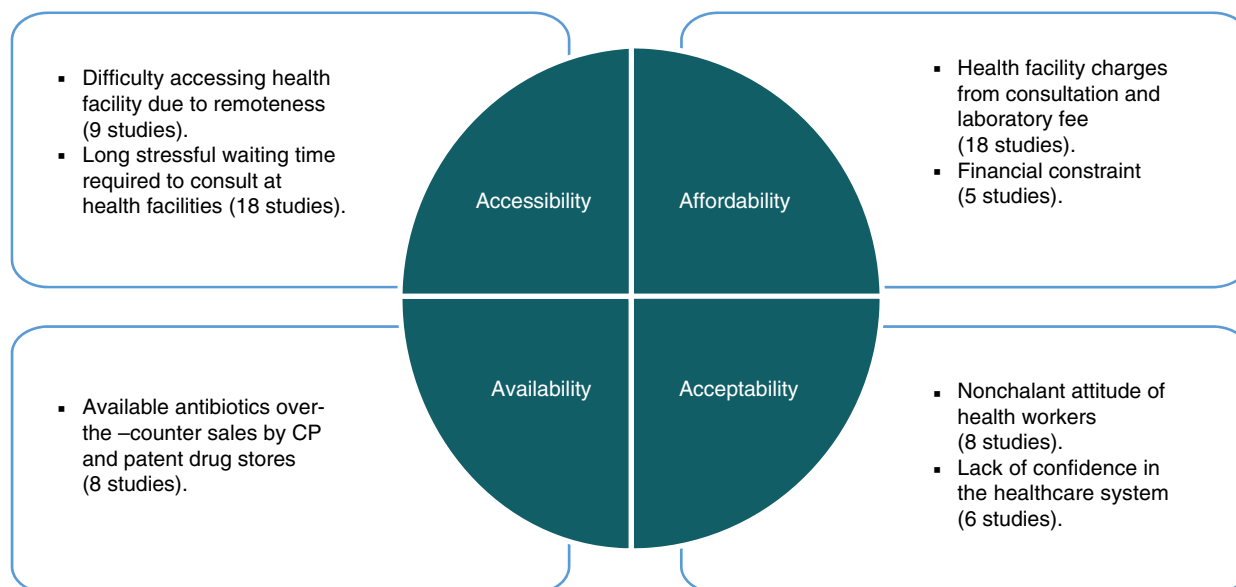 ▪ Difficulty accessing health
facility due to remoteness
(9 studies).
▪ Long stressful waiting time
required to consult at
health facilities (18 studies).
Accessibility
Affordability
▪ Health facility charges
from consultation and
laboratory fee
(18 studies).
▪ Financial constraint
(5 studies).
▪ Available antibiotics over-
the –counter sales by CP
and patent drug stores
(8 studies).
Availability
Acceptability
▪ Nonchalant attitude of
health workers
(8 studies).
▪ Lack of confidence in
the healthcare system
(6 studies).